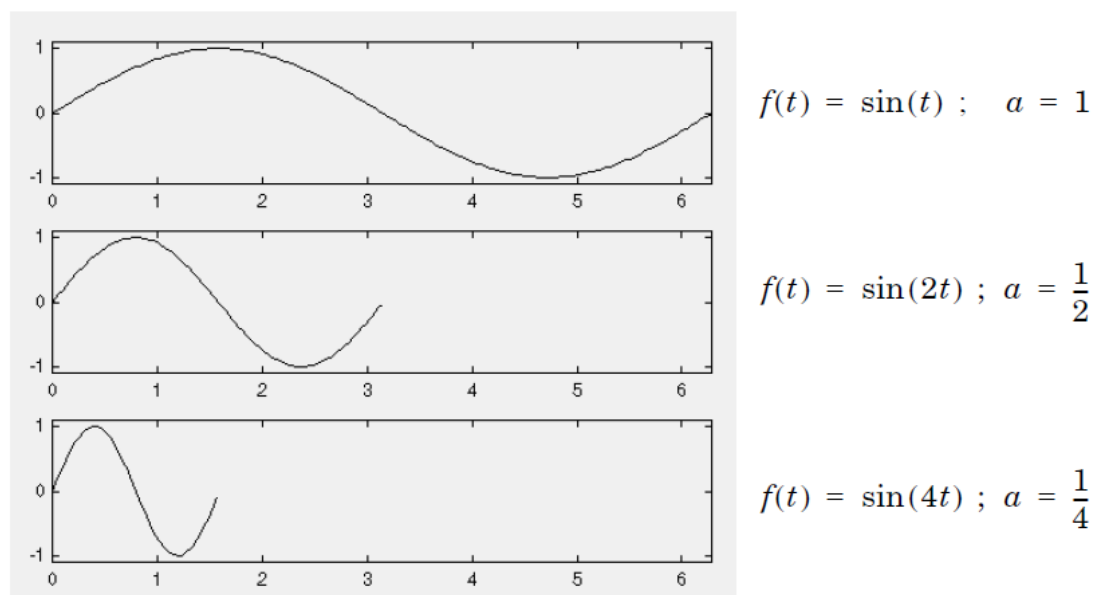 1
0
-1
0 1 2 3 4 5 6
f(t) = sin(t) ; a = 1
1
0
-1
0 1 2 3 4 5 6
f(t) = sin(2t) ; a = 1/2
1
0
-1
0 1 2 3 4 5 6
f(t) = sin(4t) ; a = 1/4